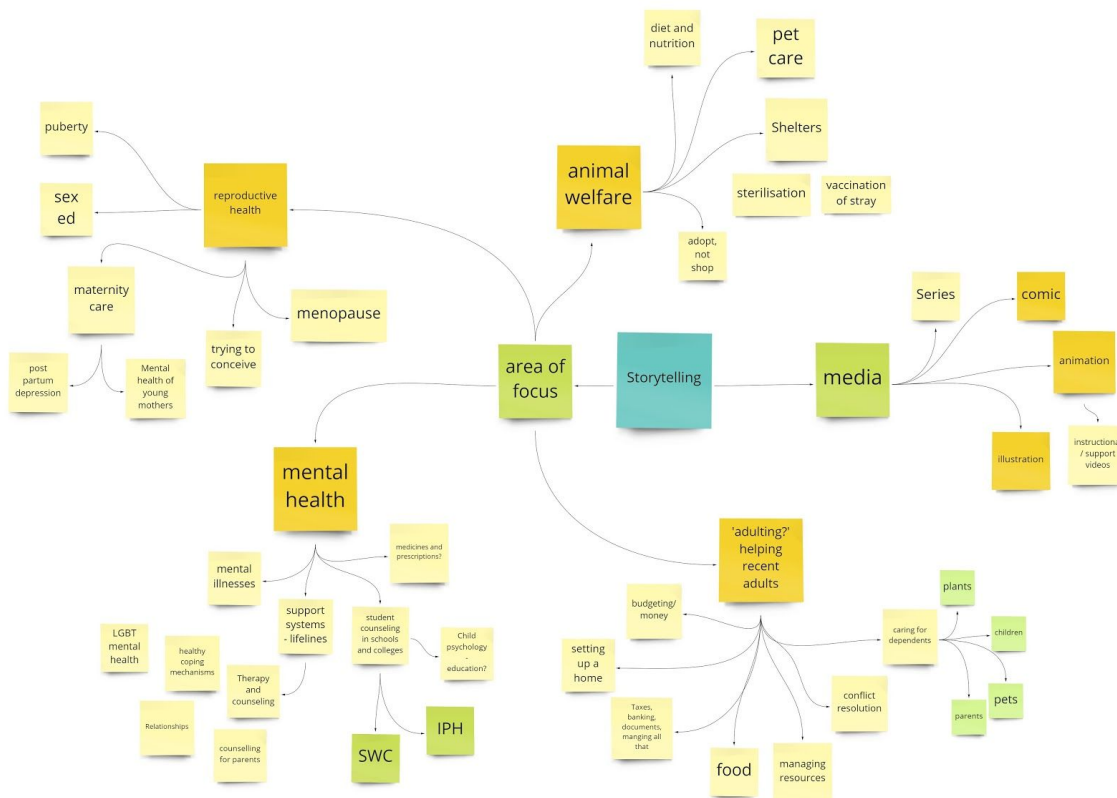 diet and
nutrition
pet
care
puberty
Shelters
animal
welfare
reproductive
health
sex
ed
sterilisation
vaccination
of stray
adopt,
not
shop
maternity
care
menopause
Series
comic
trying to
conceive
post
partum
depression
Mental
health of
young
mothers
area of
focus
Storytelling
media
animation
illustration
instructional
/ support
videos
mental
health
'adulting?'
helping
recent
adults
medicines and
prescriptions?
mental
illnesses
support
systems
- lifelines
student
counseling
in schools
and colleges
Child
psychology
-
education?
LGBT
mental
health
healthy
coping
mechanisms
Therapy
and
counseling
Relationships
counselling
for parents
SWC
IPH
budgeting/
money
setting
up a
home
Taxes,
banking,
documents,
manging all
that
food
managing
resources
conflict
resolution
caring for
dependents
plants
children
pets
parents